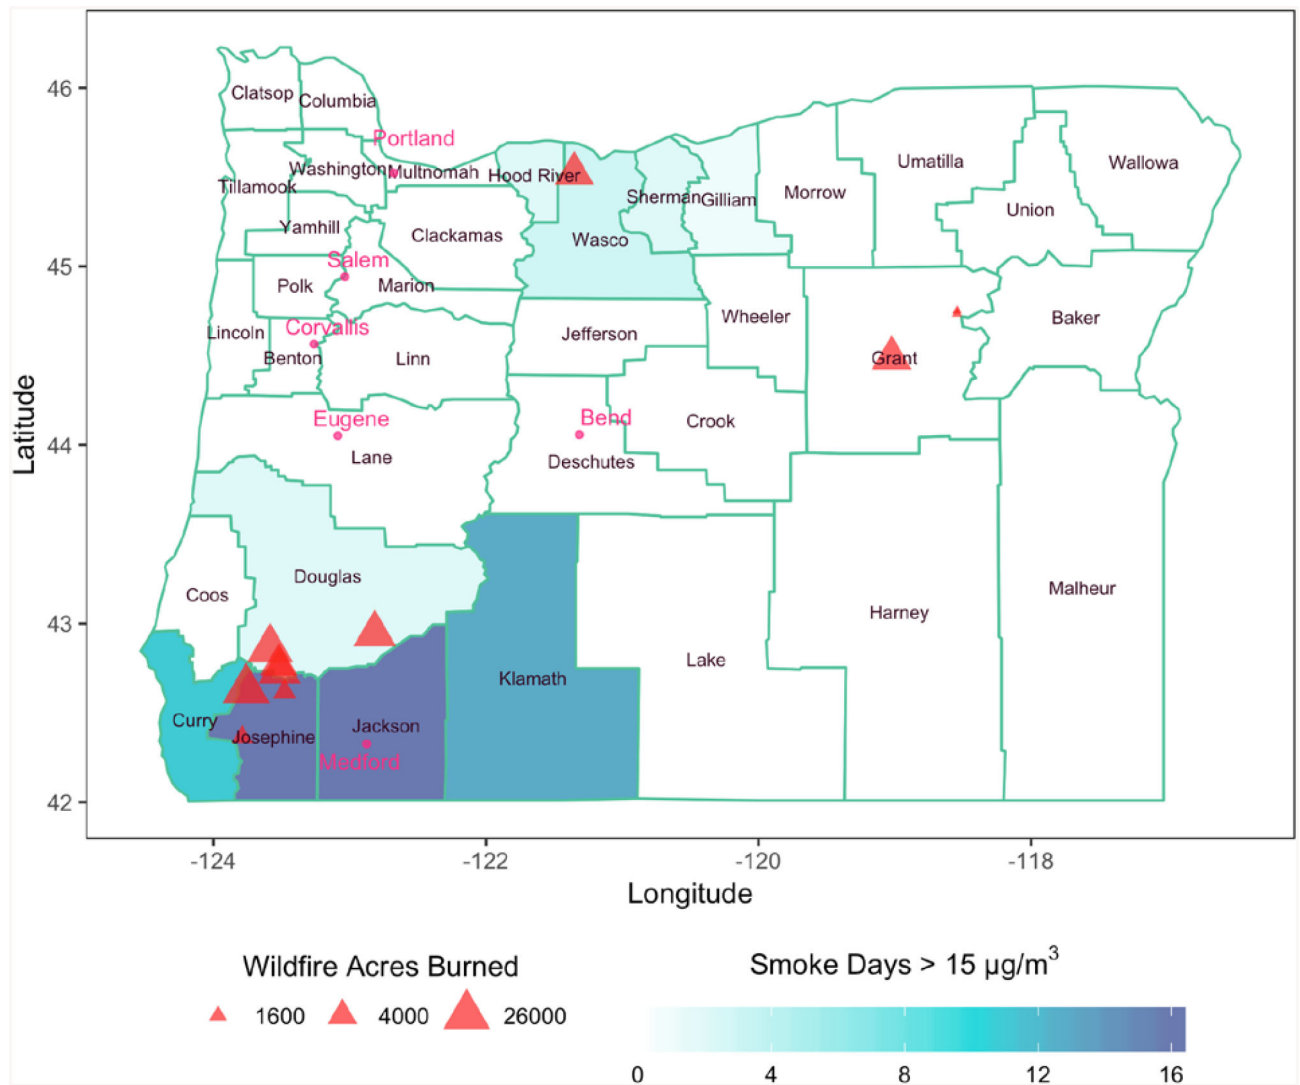 46
45
44
43
42
Latitude
Clatsop
Columbia
Portland
Washington
Multnomah
Tillamook
Hood River
Sherman
Gilliam
Morrow
Umatilla
Wallowa
Union
Yamhill
Clackamas
Wasco
Salem
Polk
Marion
Lincoln
Corvallis
Benton
Linn
Jefferson
Wheeler
Grant
Baker
Eugene
Lane
Bend
Deschutes
Crook
Douglas
Coos
Klamath
Lake
Harney
Malheur
Curry
Josephine
Jackson
Medford
-124
-122
-120
-118
Longitude
Wildfire Acres Burned
1600
4000
26000
Smoke Days > 15 µg/m³
0
4
8
12
16